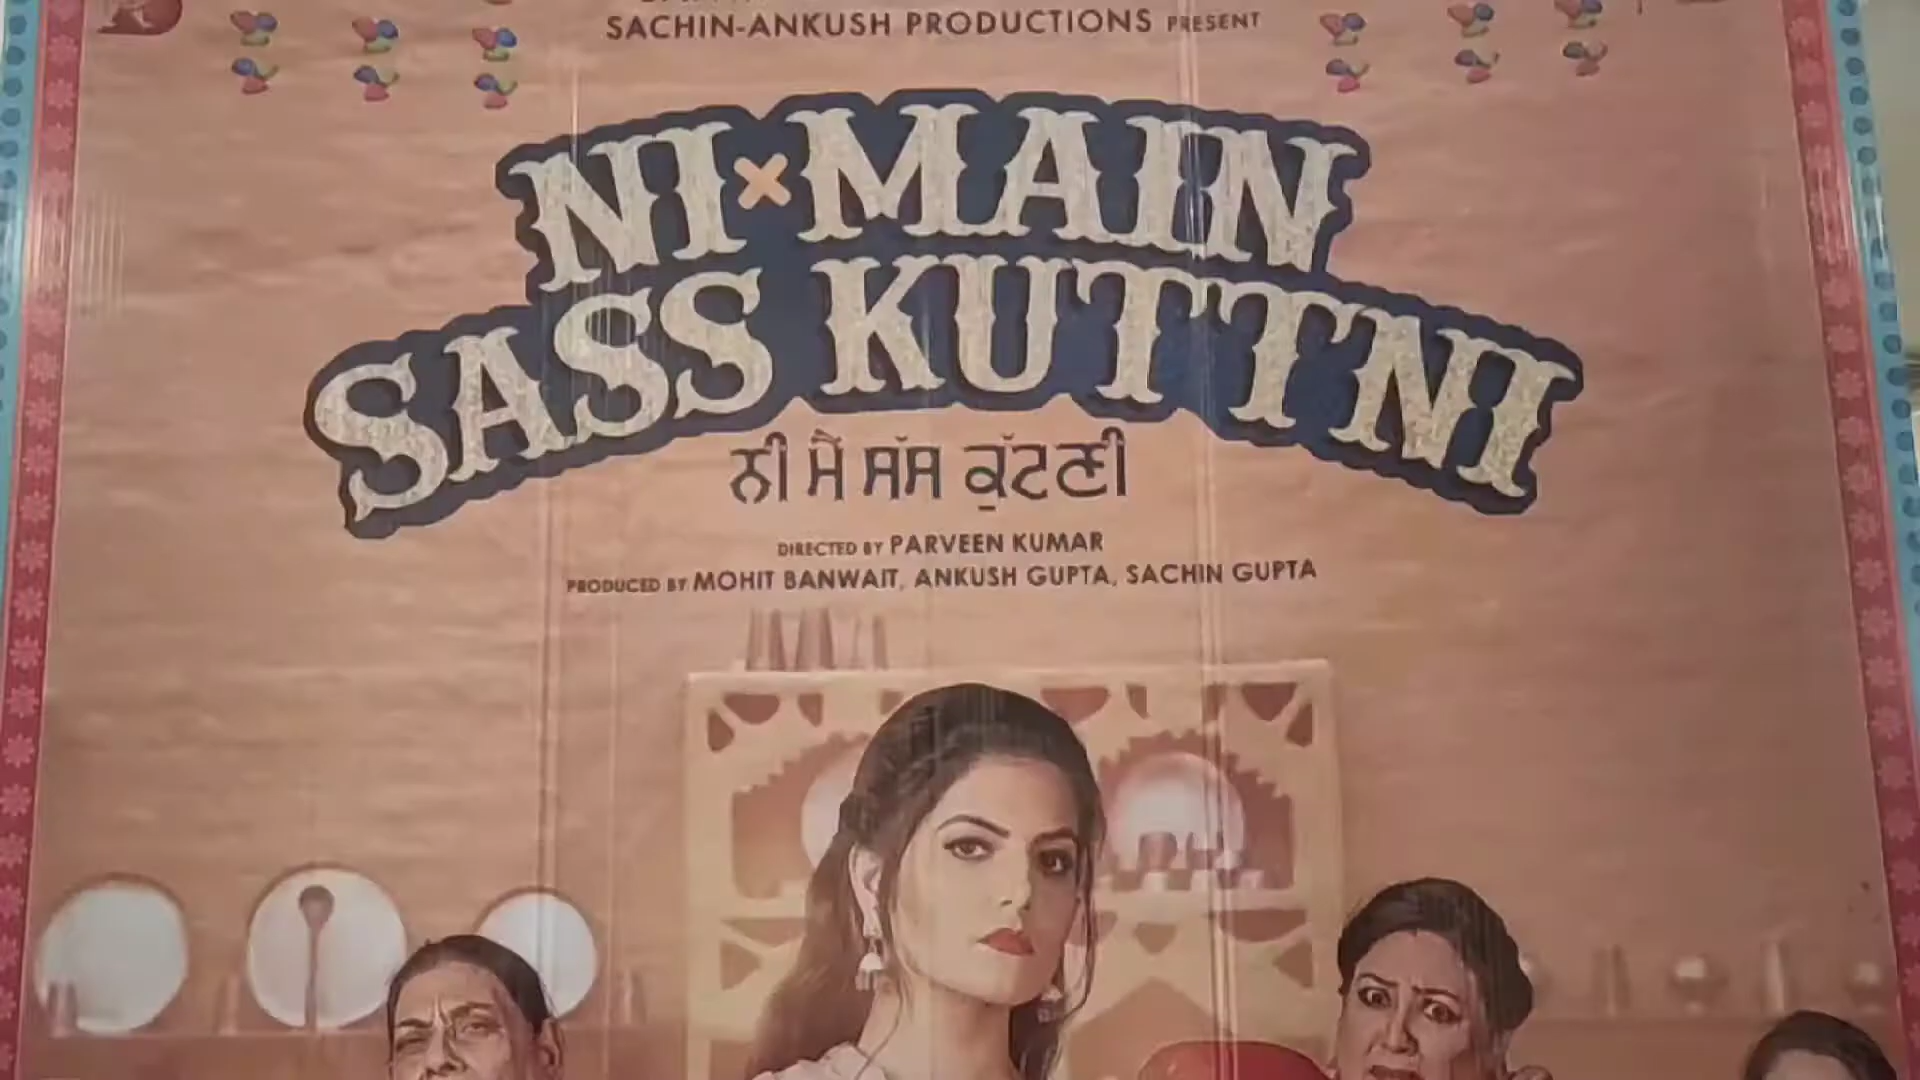 SACHIN-ANKUSH PRODUCTIONS PRESENT
NI MAIN
SASS KUTTNI
ਨੀ ਮੈਂ ਸੱਸ ਕੁੱਟਣੀ
DIRECTED BY PARVEEN KUMAR
PRODUCED BY MOHIT BANWAIT, ANKUSH GUPTA, SACHIN GUPTA